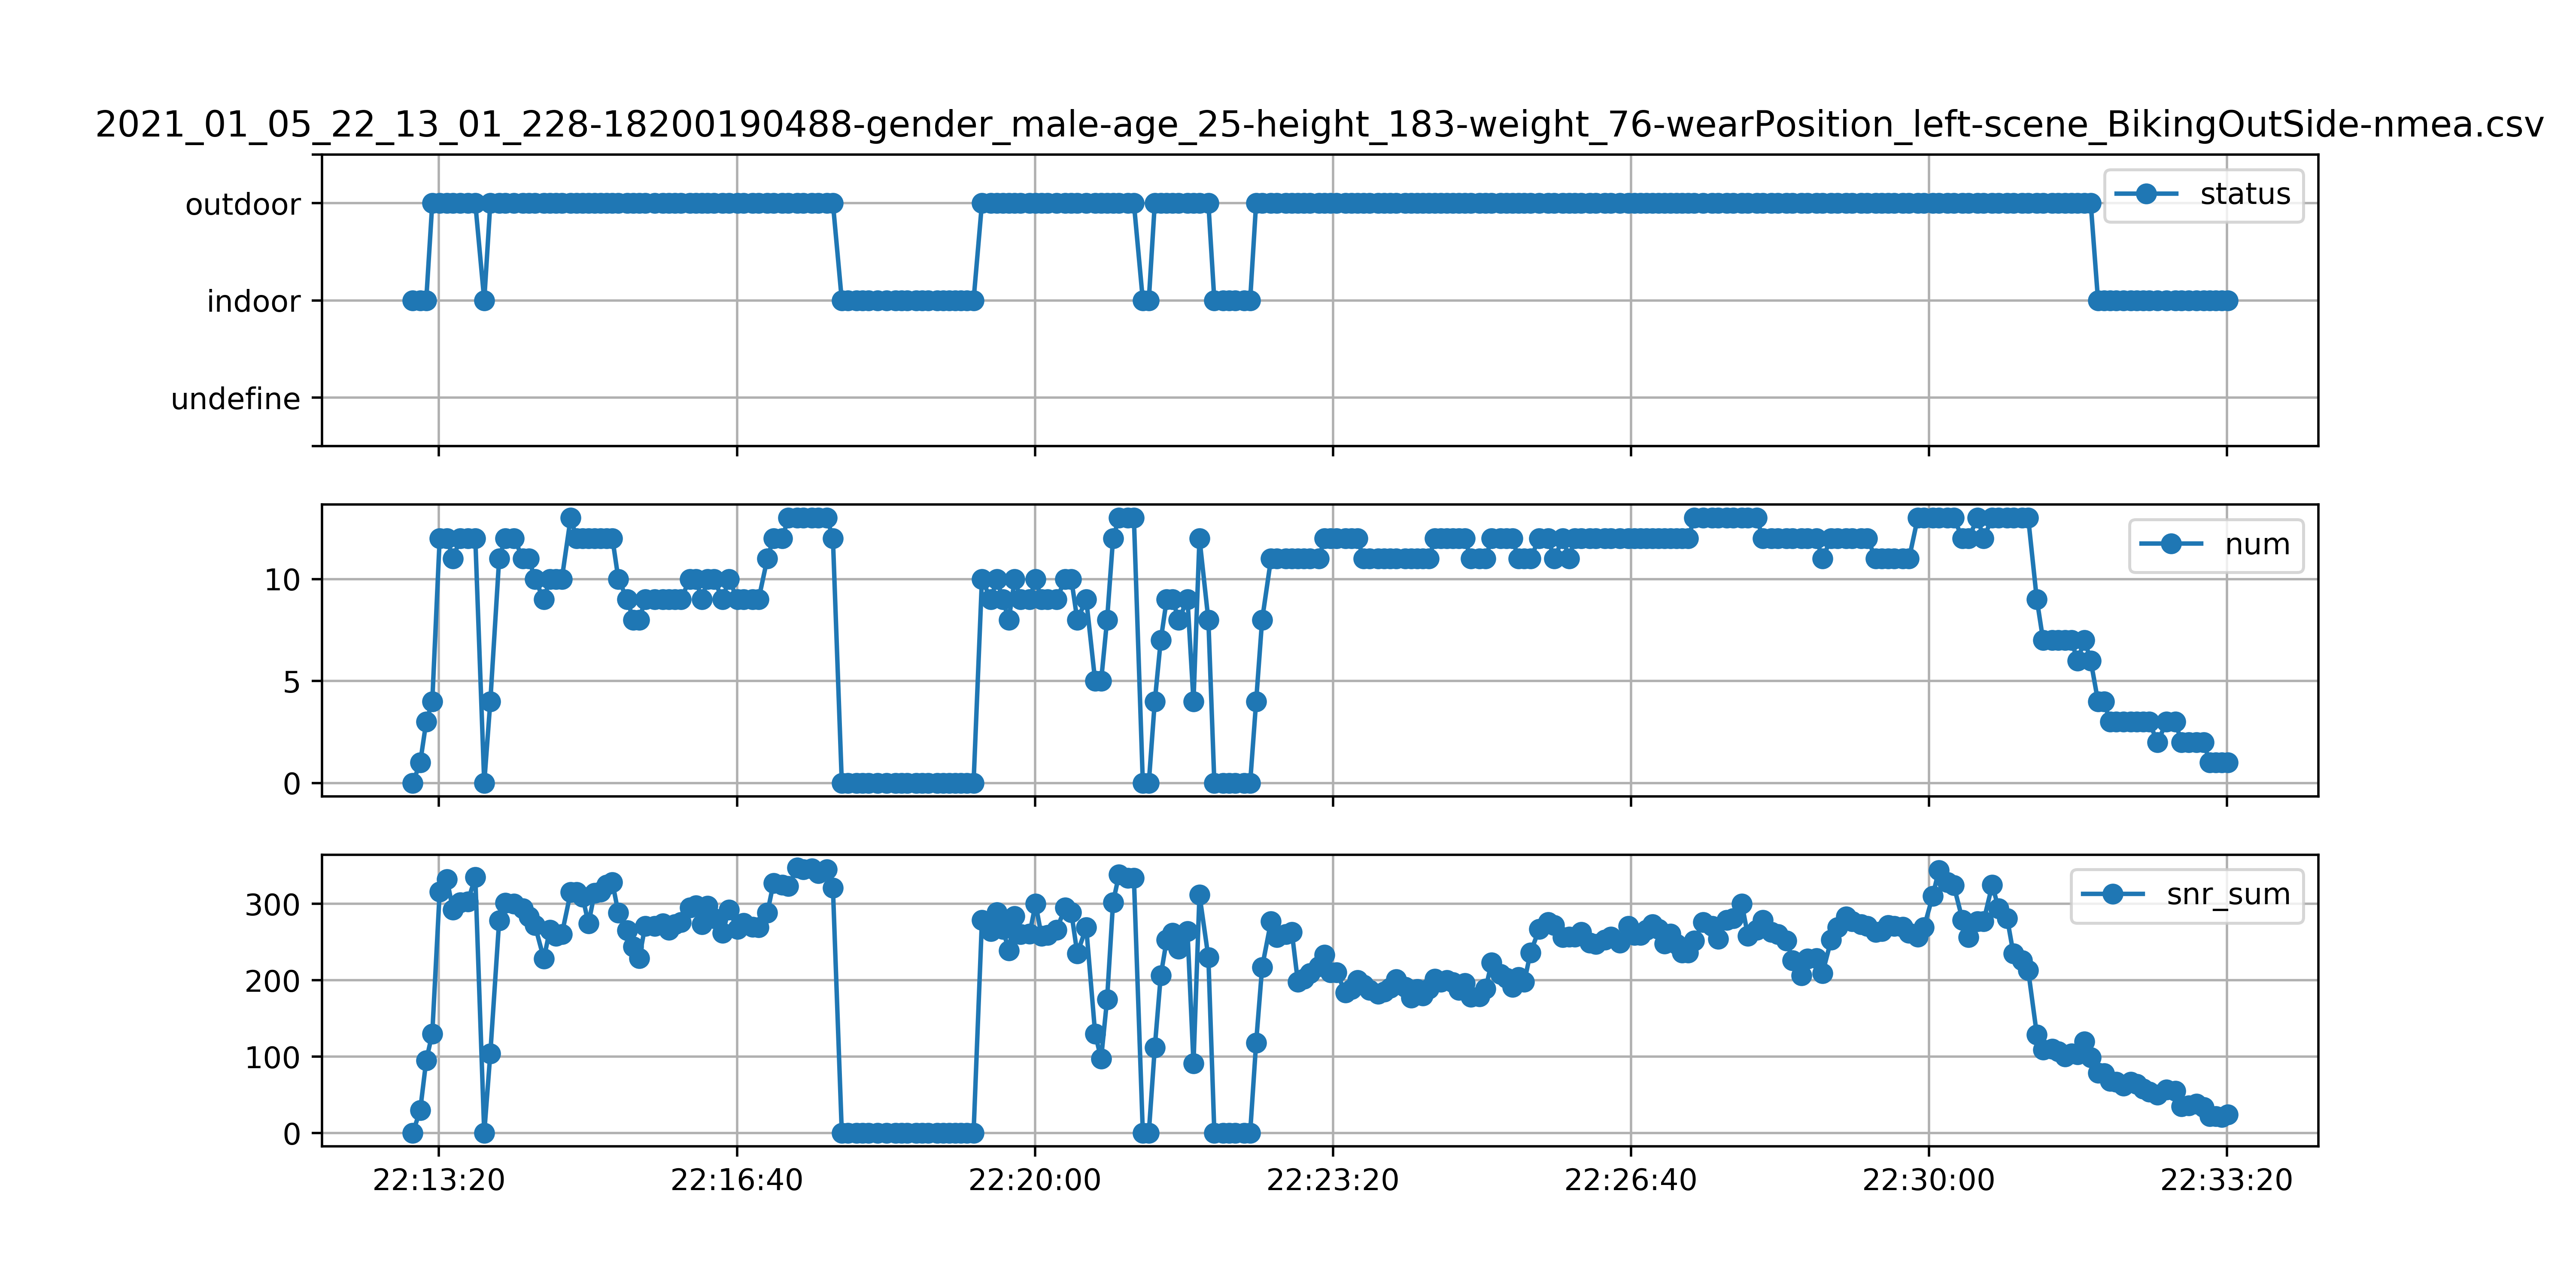 2021_01_05_22_13_01_228-18200190488-gender_male-age_25-height_183-weight_76-wearPosition_left-scene_BikingOutSide-nmea.csv
outdoor
indoor
undefine
status
10
5
0
num
300
200
100
0
snr_sum
22:13:20 22:16:40 22:20:00 22:23:20 22:26:40 22:30:00 22:33:20